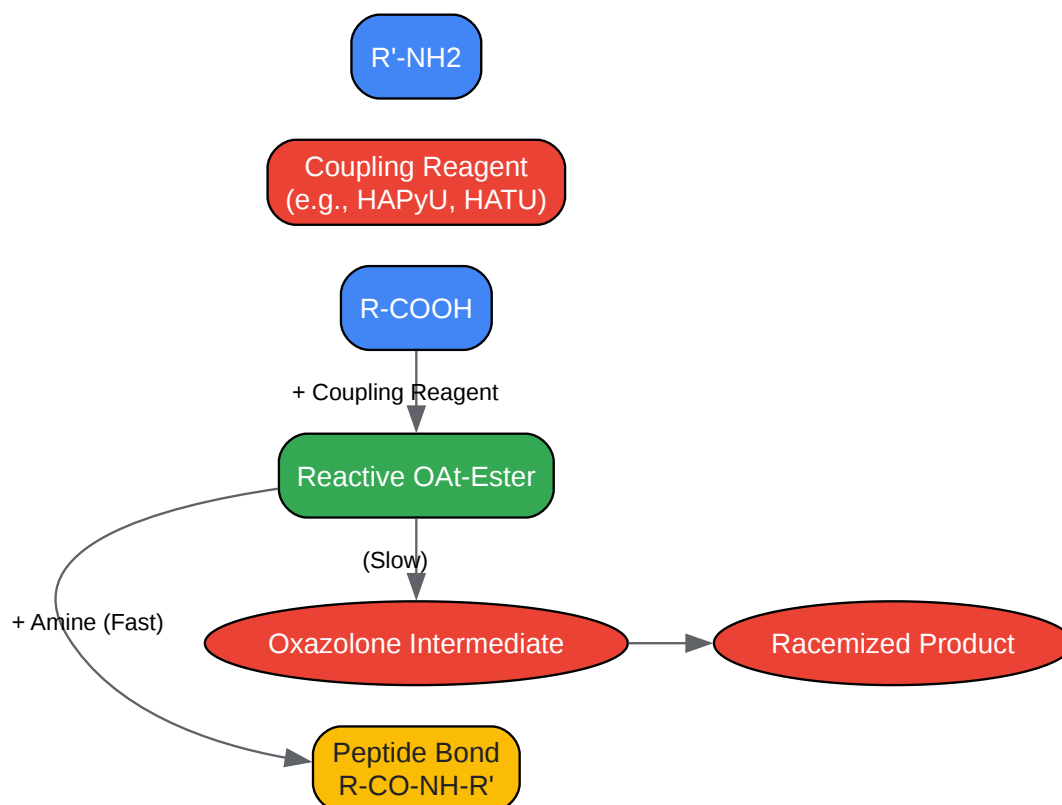 R'-NH2
Coupling Reagent
(e.g., HAPyU, HATU)
R-COOH
+ Coupling Reagent
Reactive OAt-Ester
(Slow)
+ Amine (Fast)
Oxazolone Intermediate
Racemized Product
Peptide Bond
R-CO-NH-R'